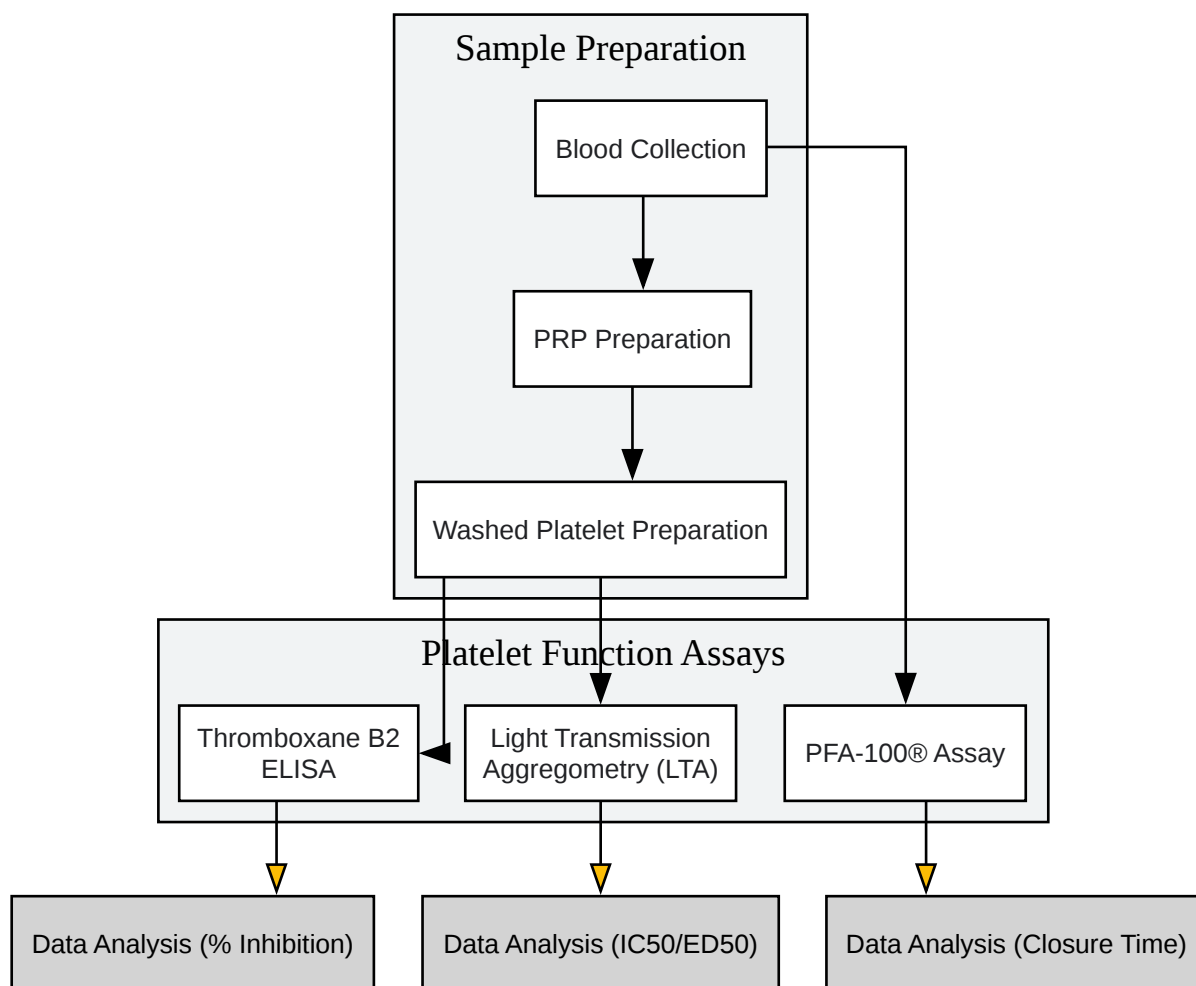 Sample Preparation
Blood Collection
PRP Preparation
Washed Platelet Preparation
Platelet Function Assays
Thromboxane B2
ELISA
Light Transmission
Aggregometry (LTA)
PFA-100® Assay
Data Analysis (% Inhibition)
Data Analysis (IC50/ED50)
Data Analysis (Closure Time)